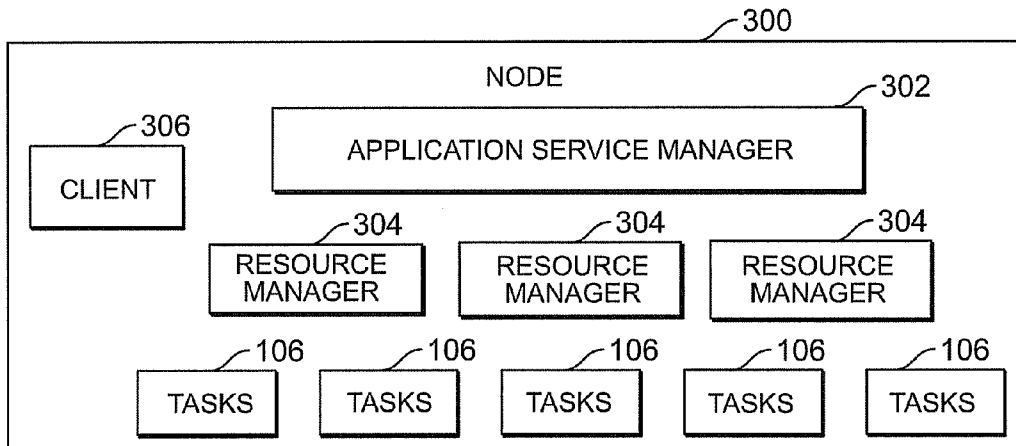 300
NODE
302
APPLICATION SERVICE MANAGER
306
CLIENT
304
304
304
RESOURCE
MANAGER
RESOURCE
MANAGER
RESOURCE
MANAGER
106
106
106
106
106
TASKS
TASKS
TASKS
TASKS
TASKS